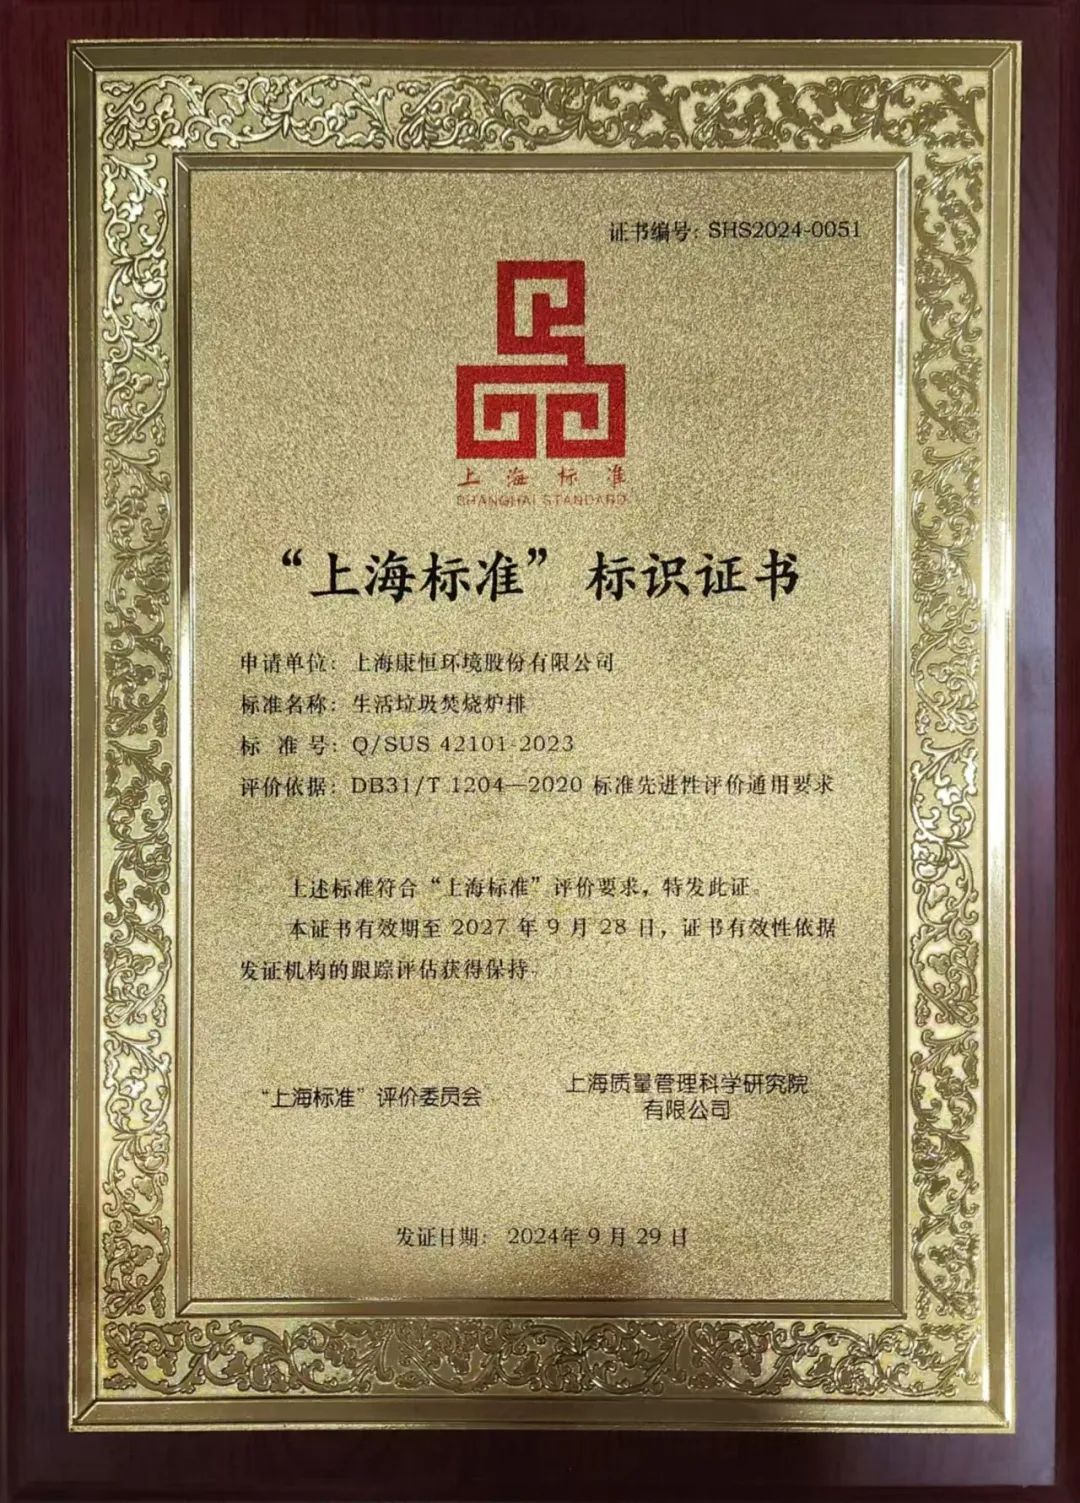 证书编号：SHS2024-0051
上海标准
SHANGHAI STANDARD
“上海标准”标识证书
申请单位：上海康恒环境股份有限公司
标准名称：生活垃圾焚烧炉排
标 准 号：Q/SUS 42101-2023
评价依据：DB31/T 1204—2020 标准先进性评价通用要求
上述标准符合“上海标准”评价要求，特发此证。
本证书有效期至 2027 年 9 月 28 日，证书有效性依据
发证机构的跟踪评估获得保持。
“上海标准”评价委员会
上海质量管理科学研究院
有限公司
发证日期：2024年 9 月 29 日